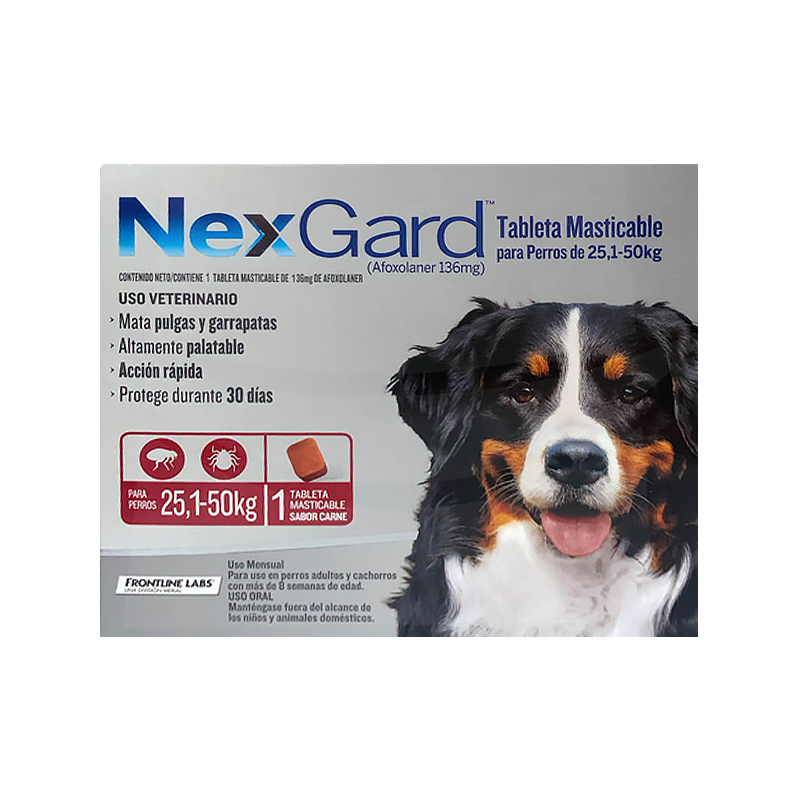 NexGard™
Tableta Masticable
para Perros de 25,1-50kg
(Afoxolaner 136mg)
CONTENIDO NETO/CONTIENE 1 TABLETA MASTICABLE DE 136mg DE AFOXOLANER
USO VETERINARIO
› Mata pulgas y garrapatas
› Altamente palatable
› Acción rápida
› Protege durante 30 días
PARA PERROS 25,1-50kg
1 TABLETA MASTICABLE SABOR CARNE
FRONTLINE LABS
UNA DIVISIÓN MERIAL
Uso Mensual
Para uso en perros adultos y cachorros
con más de 8 semanas de edad.
USO ORAL
Manténgase fuera del alcance de
los niños y animales domésticos.